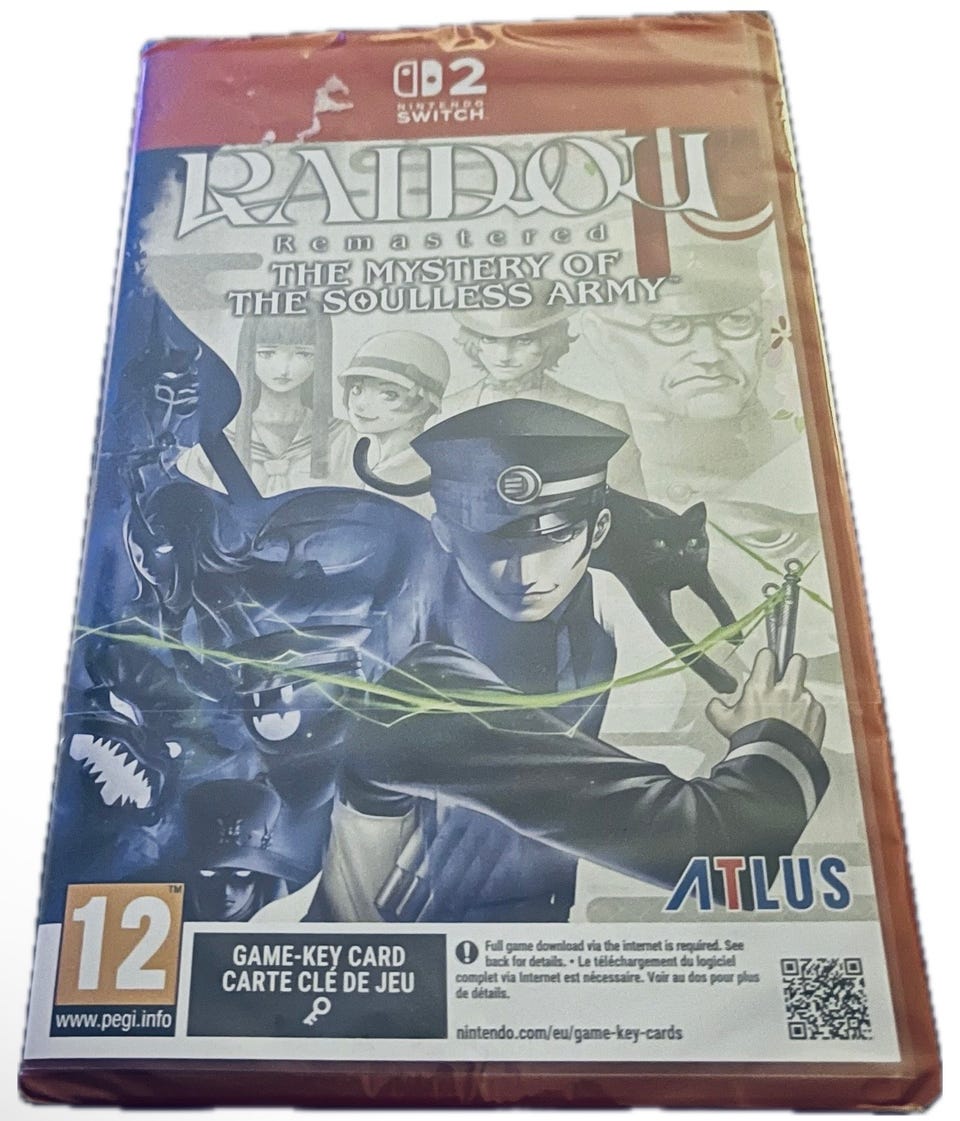 2
NINTENDO
SWITCH
RAIDOU
Remastered
THE MYSTERY OF
THE SOULLESS ARMY™
ATLUS
12™
www.pegi.info
GAME-KEY CARD
CARTE CLÉ DE JEU
Full game download via the internet is required. See
back for details. • Le téléchargement du logiciel
complet via Internet est nécessaire. Voir au dos pour plus
de détails.
nintendo.com/eu/game-key-cards